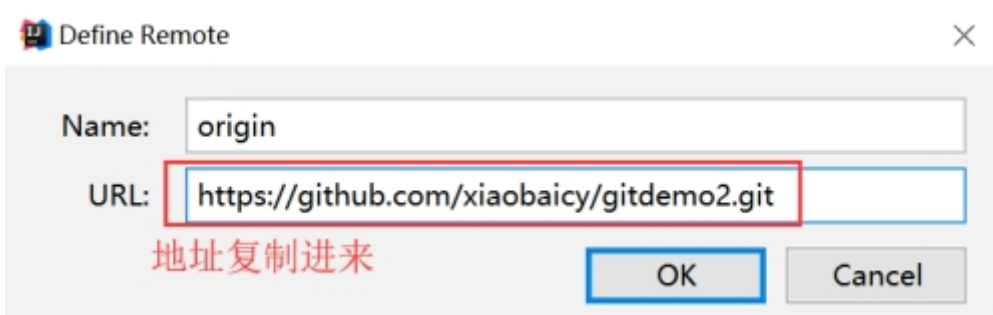 Define Remote
Name: origin
URL: https://github.com/xiaobaicy/gitdemo2.git
地址复制进来
OK Cancel